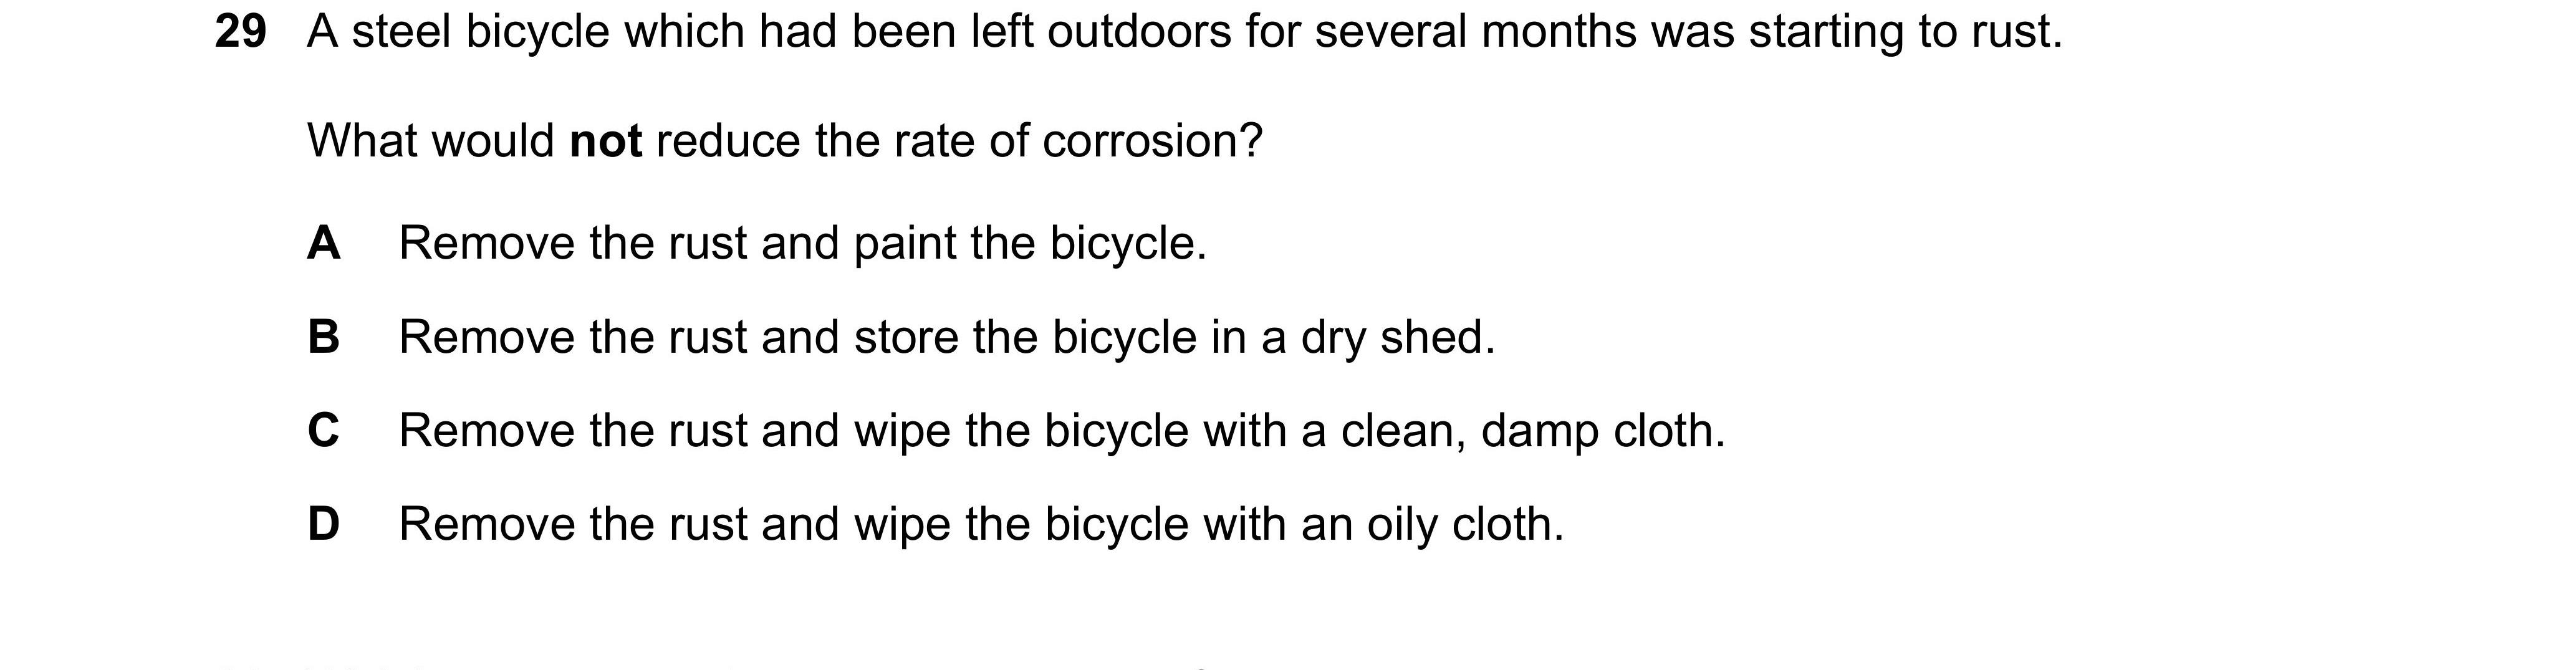 29 A steel bicycle which had been left outdoors for several months was starting to rust.
What would not reduce the rate of corrosion?
A Remove the rust and paint the bicycle.
B Remove the rust and store the bicycle in a dry shed.
C Remove the rust and wipe the bicycle with a clean, damp cloth.
D Remove the rust and wipe the bicycle with an oily cloth.